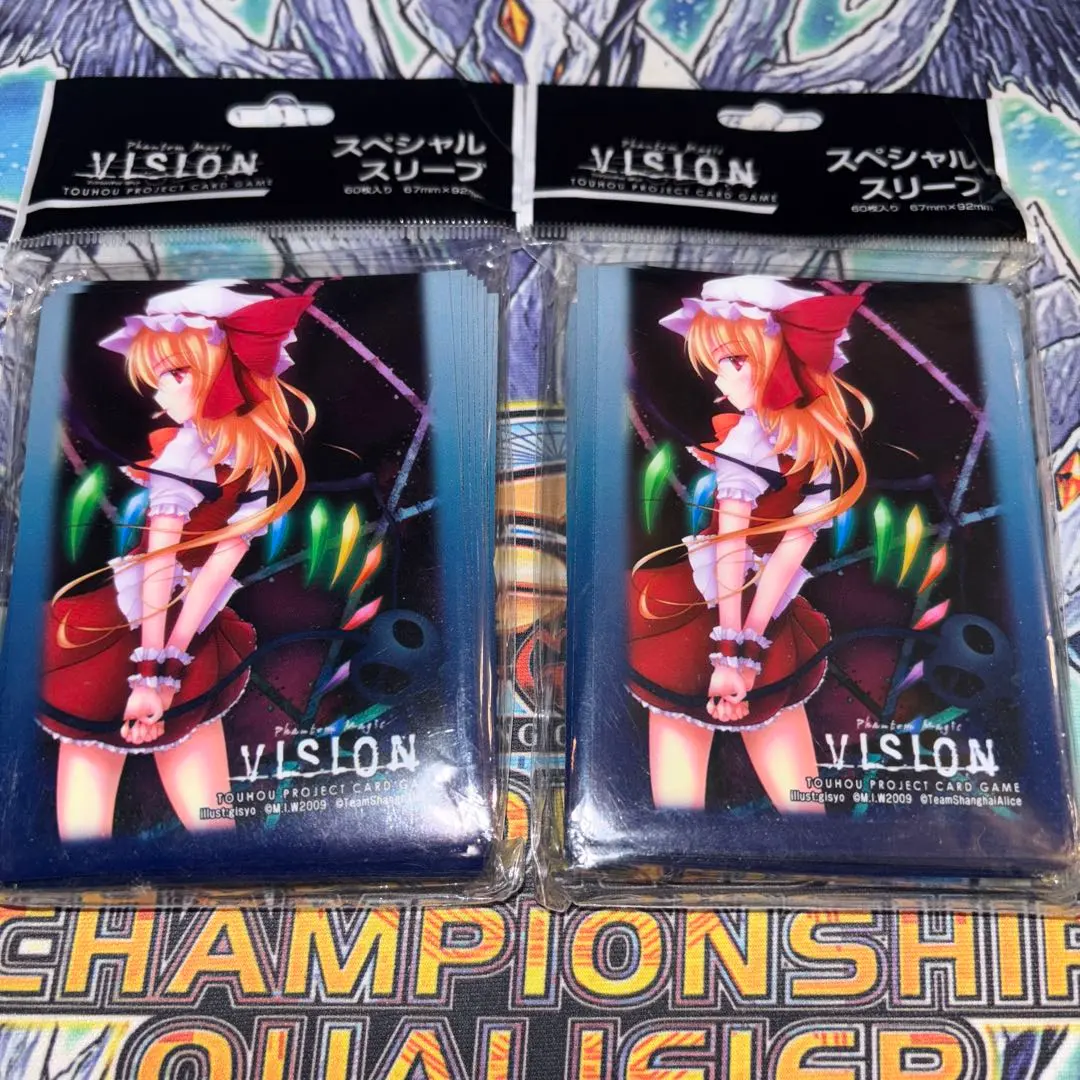 Phantom Magic
VISION
TOUHOU PROJECT CARD GAME
スペシャル
スリーブ
60枚入り 67mm×92mm
Phantom Magic
VISION
TOUHOU PROJECT CARD GAME
スペシャル
スリーブ
60枚入り 67mm×92mm
Phantom Magic
VISION
TOUHOU PROJECT CARD GA
Illust:gisyo ©M.I.W2009 ©TeamShanghai
Phantom Magic
VISION
TOUHOU PROJECT CARD GAME
Illust:gisyo ©M.I.W2009 ©TeamShanghaiAlice
CHAMPIONSHIP
QUALIFIER